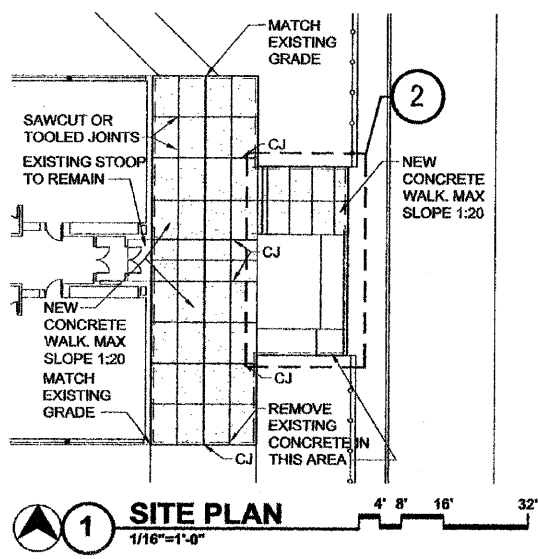 MATCH
EXISTING
GRADE
2
SAWCUT OR
TOOLED JOINTS
EXISTING STOOP
TO REMAIN
CJ
NEW
CONCRETE
WALK. MAX
SLOPE 1:20
CJ
NEW
CONCRETE
WALK. MAX
SLOPE 1:20
MATCH
EXISTING
GRADE
CJ
REMOVE
EXISTING
CONCRETE IN
THIS AREA
CJ
1
SITE PLAN
1/16"=1'-0"
4' 8' 16' 32'